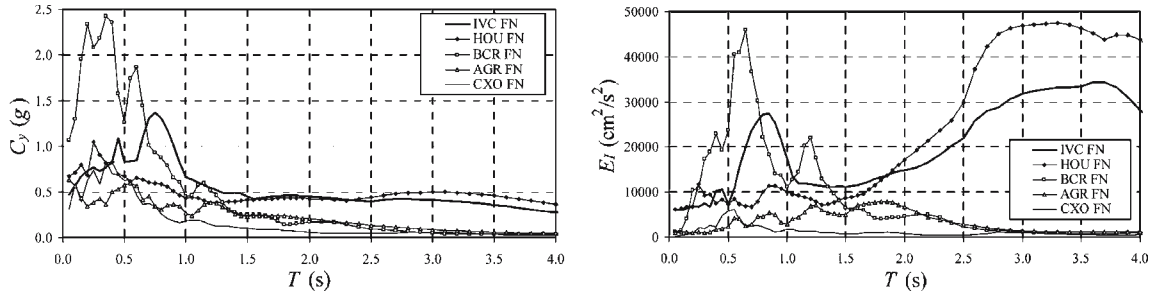 2.5
2.0
1.5
1.0
0.5
0.0
C_y (g)
IVC FN
HOU FN
BCR FN
AGR FN
CXO FN
0.0 0.5 1.0 1.5 2.0 2.5 3.0 3.5 4.0
T (s)
50000
40000
30000
20000
10000
0
E_I (cm²/s²)
IVC FN
HOU FN
BCR FN
AGR FN
CXO FN
0.0 0.5 1.0 1.5 2.0 2.5 3.0 3.5 4.0
T (s)